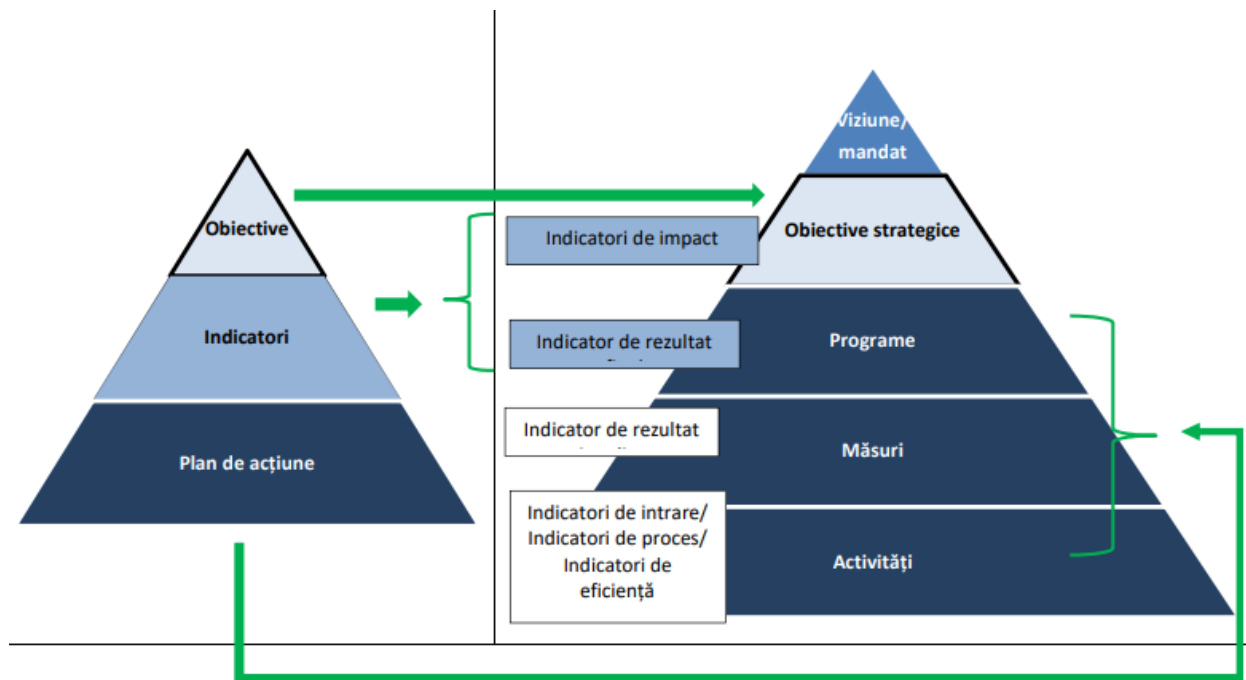 Obiective
Indicatori
Plan de acțiune
Viziune/
mandat
Obiective strategice
Programe
Măsuri
Activități
Indicatori de impact
Indicator de rezultat
Indicator de rezultat
Indicatori de intrare/
Indicatori de proces/
Indicatori de
eficiență